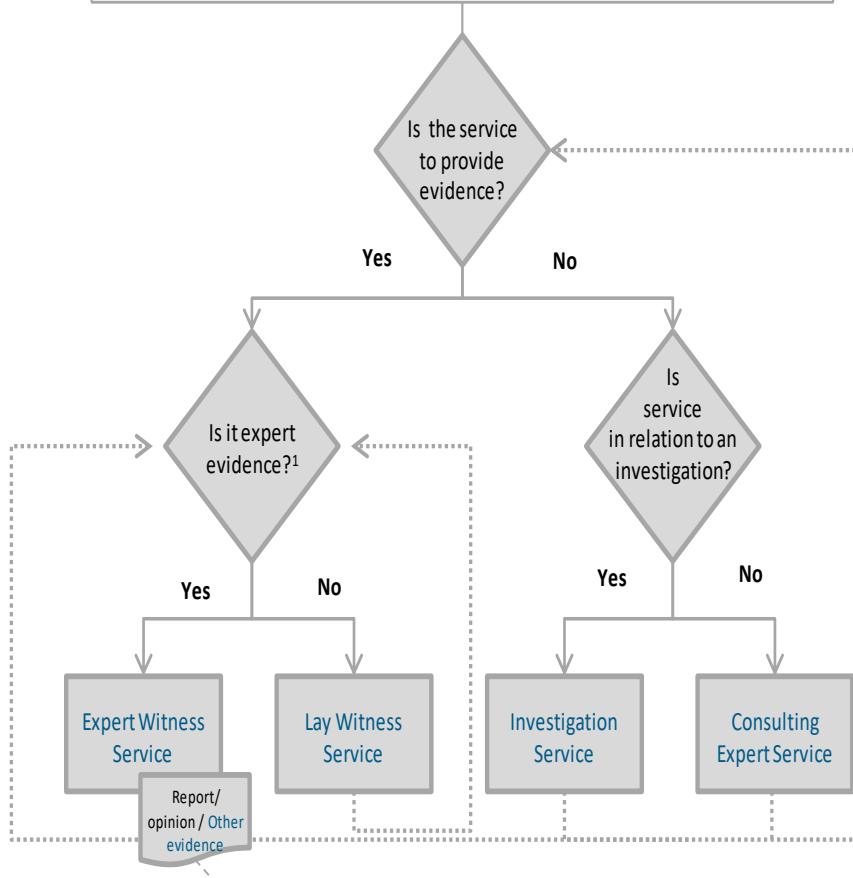 Is the service
to provide
evidence?
Yes
No
Is it expert
evidence?1
Is
service
in relation to an
investigation?
Yes
No
Yes
No
Expert Witness
Service
Lay Witness
Service
Investigation
Service
Consulting
Expert Service
Report/
opinion / Other
evidence